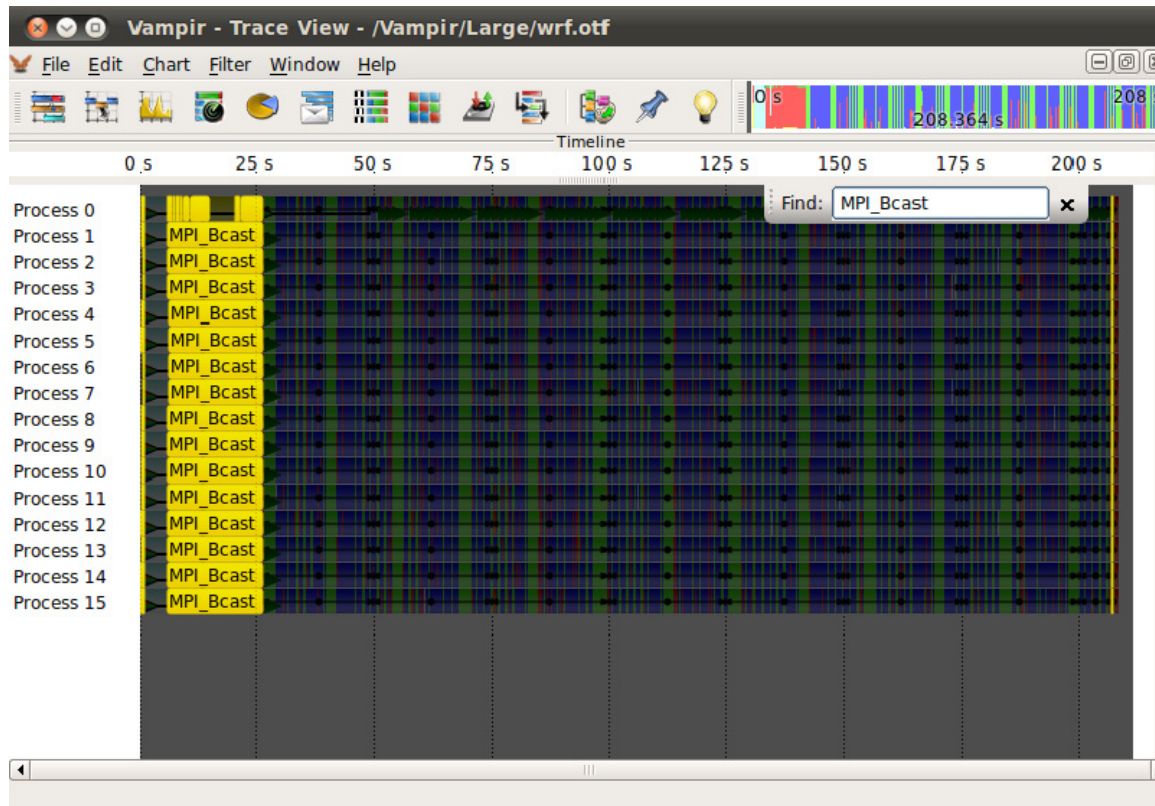 Vampir - Trace View - /Vampir/Large/wrf.otf
File Edit Chart Filter Window Help
0 s 208
208.364 s
Timeline
0 s 25 s 50 s 75 s 100 s 125 s 150 s 175 s 200 s
Find: MPI_Bcast
Process 0
Process 1 MPI_Bcast
Process 2 MPI_Bcast
Process 3 MPI_Bcast
Process 4 MPI_Bcast
Process 5 MPI_Bcast
Process 6 MPI_Bcast
Process 7 MPI_Bcast
Process 8 MPI_Bcast
Process 9 MPI_Bcast
Process 10 MPI_Bcast
Process 11 MPI_Bcast
Process 12 MPI_Bcast
Process 13 MPI_Bcast
Process 14 MPI_Bcast
Process 15 MPI_Bcast